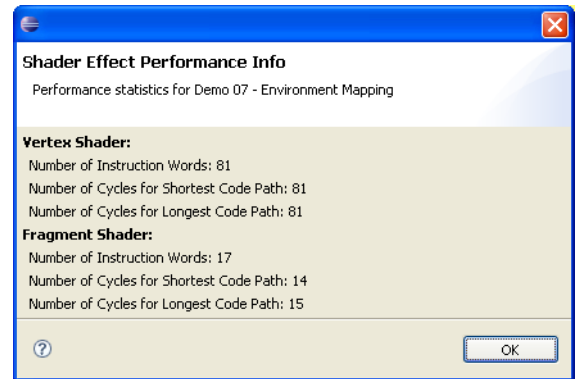 Shader Effect Performance Info
Performance statistics for Demo 07 - Environment Mapping
Vertex Shader:
Number of Instruction Words: 81
Number of Cycles for Shortest Code Path: 81
Number of Cycles for Longest Code Path: 81
Fragment Shader:
Number of Instruction Words: 17
Number of Cycles for Shortest Code Path: 14
Number of Cycles for Longest Code Path: 15
?
OK